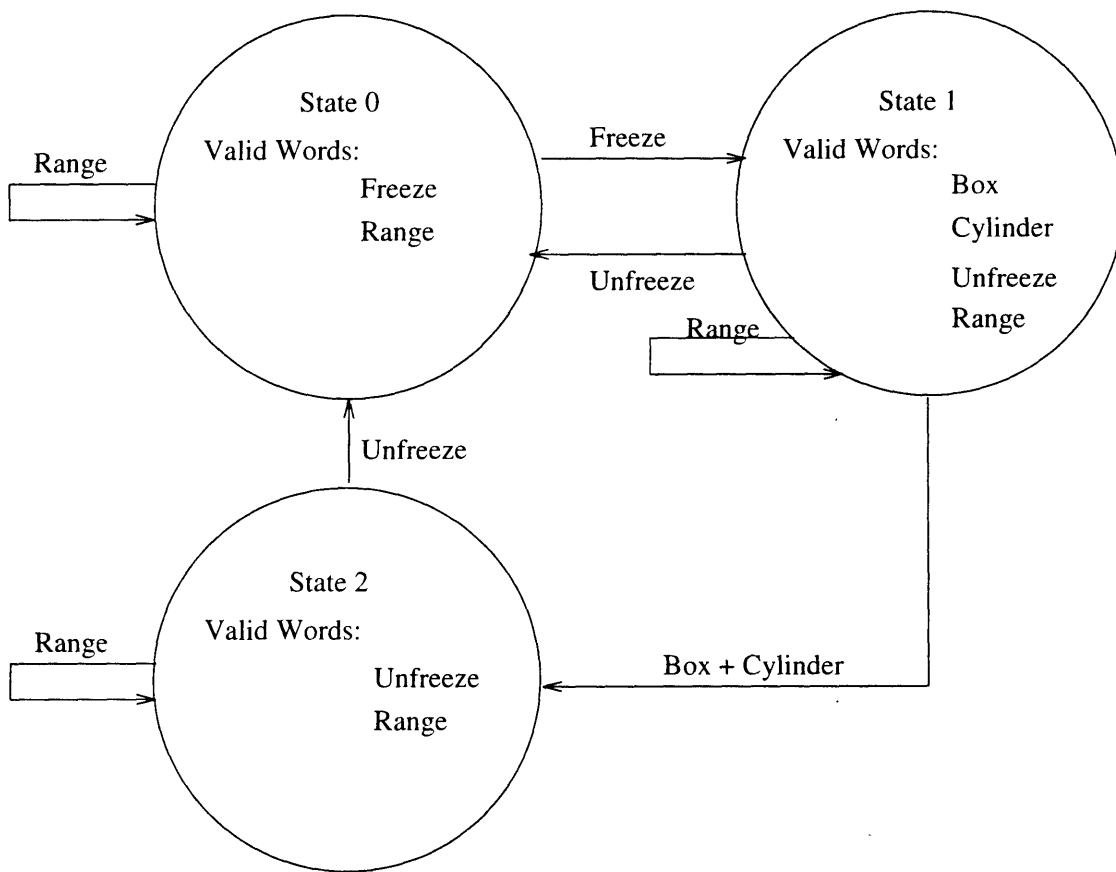 State 0
Valid Words:
Freeze
Range
Range
Freeze
Unfreeze
State 1
Valid Words:
Box
Cylinder
Unfreeze
Range
Range
Unfreeze
State 2
Valid Words:
Unfreeze
Range
Range
Box + Cylinder